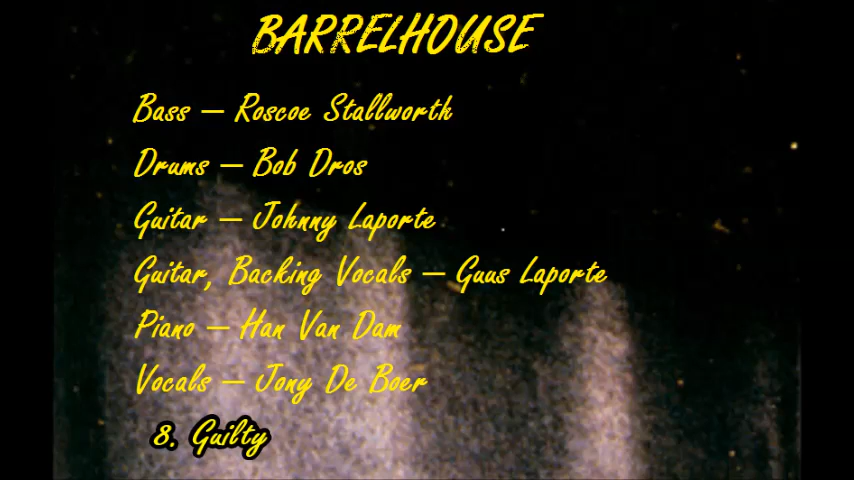 BARRELHOUSE
Bass – Roscoe Stallworth
Drums – Bob Dros
Guitar – Johnny Laporte
Guitar, Backing Vocals – Guus Laporte
Piano – Han Van Dam
Vocals – Jony De Boer
8. Guilty